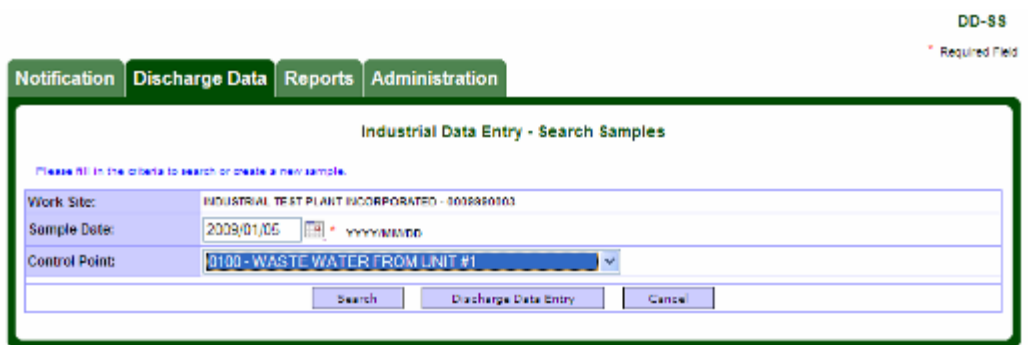 DD-SS
* Required Field
Notification Discharge Data Reports Administration
Industrial Data Entry - Search Samples
Please fill in the criteria to search or create a new sample.
Work Site: INDUSTRIAL TEST PLANT INCORPORATED - 0009990003
Sample Date: 2009/01/05 * YYYY/MM/DD
Control Point: 0100 - WASTE WATER FROM UNIT #1
Search Discharge Data Entry Cancel